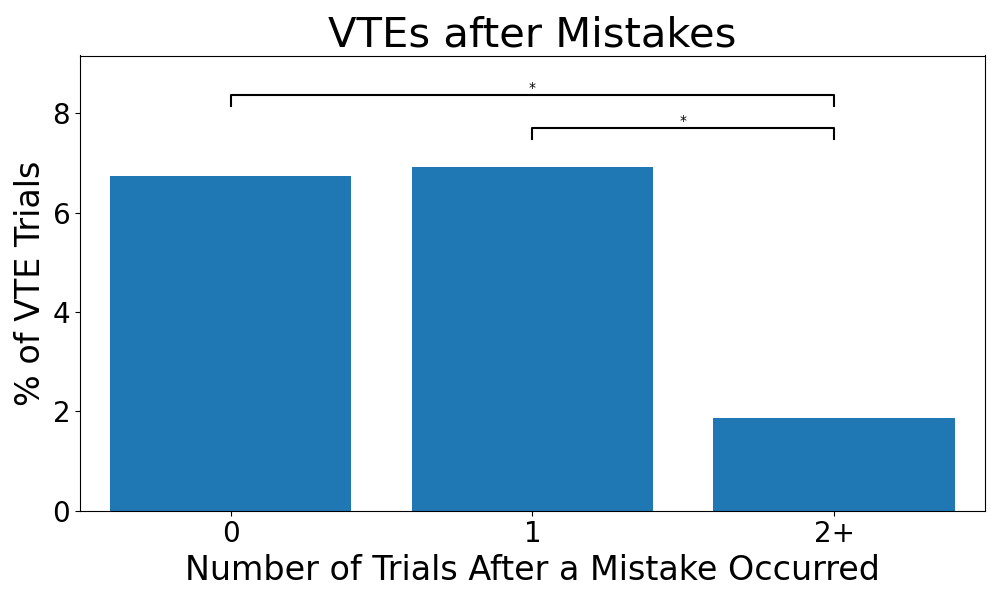 VTEs after Mistakes
*
*
8
6
4
2
0
% of VTE Trials
0 1 2+
Number of Trials After a Mistake Occurred